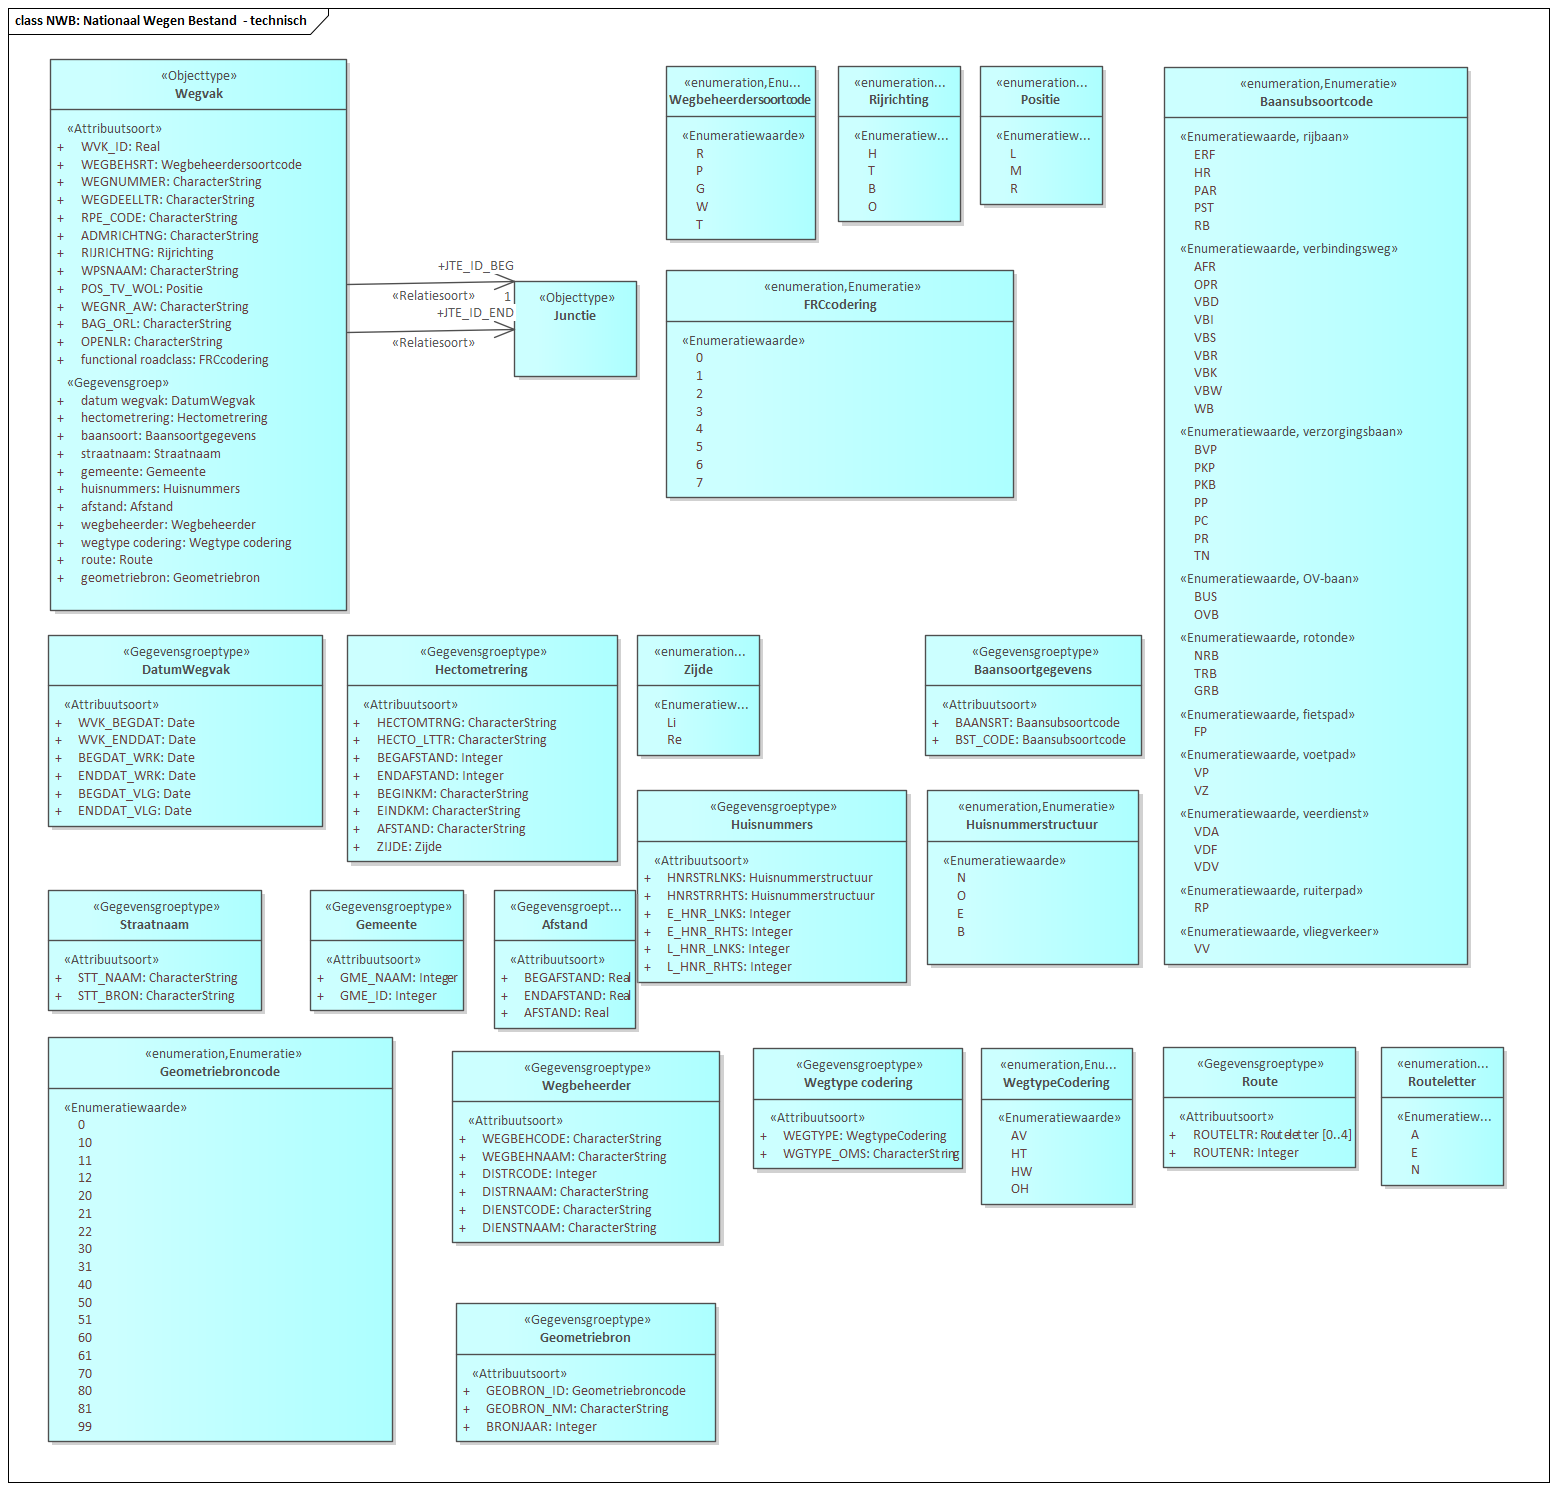 class NWB: Nationaal Wegen Bestand  - technisch
«Objecttype»
Wegvak
«Attribuutsoort»
+ WVK_ID: Real
+ WEGBEHSRT: Wegbeheerdersoortcode
+ WEGNUMMER: CharacterString
+ WEGDEELLTR: CharacterString
+ RPE_CODE: CharacterString
+ ADMRICHTNG: CharacterString
+ RIJRICHTNG: Rijrichting
+ WPSNAAM: CharacterString
+ POS_TV_WOL: Positie
+ WEGNR_AW: CharacterString
+ BAG_ORL: CharacterString
+ OPENLR: CharacterString
+ functional roadclass: FRCcodering
«Gegevensgroep»
+ datum wegvak: DatumWegvak
+ hectometrering: Hectometrering
+ baansoort: Baansoortgegevens
+ straatnaam: Straatnaam
+ gemeente: Gemeente
+ huisnummers: Huisnummers
+ afstand: Afstand
+ wegbeheerder: Wegbeheerder
+ wegtype codering: Wegtype codering
+ route: Route
+ geometriebron: Geometriebron
+JTE_ID_BEG
«Relatiesoort»
1
+JTE_ID_END
«Relatiesoort»
«Objecttype»
Junctie
«enumeration,Enu...
Wegbeheerdersoortcode
«Enumeratiewaarde»
R
P
G
W
T
«enumeration...
Rijrichting
«Enumeratiew...
H
T
B
O
«enumeration...
Positie
«Enumeratiew...
L
M
R
«enumeration,Enumeratie»
FRCcodering
«Enumeratiewaarde»
0
1
2
3
4
5
6
7
«enumeration,Enumeratie»
Baansubsoortcode
«Enumeratiewaarde, rijbaan»
ERF
HR
PAR
PST
RB
«Enumeratiewaarde, verbindingsweg»
AFR
OPR
VBD
VBI
VBS
VBR
VBK
VBW
WB
«Enumeratiewaarde, verzorgingsbaan»
BVP
PKP
PKB
PP
PC
PR
TN
«Enumeratiewaarde, OV-baan»
BUS
OVB
«Enumeratiewaarde, rotonde»
NRB
TRB
GRB
«Enumeratiewaarde, fietspad»
FP
«Enumeratiewaarde, voetpad»
VP
VZ
«Enumeratiewaarde, veerdienst»
VDA
VDF
VDV
«Enumeratiewaarde, ruiterpad»
RP
«Enumeratiewaarde, vliegverkeer»
VV
«Gegevensgroeptype»
DatumWegvak
«Attribuutsoort»
+ WVK_BEGDAT: Date
+ WVK_ENDDAT: Date
+ BEGDAT_WRK: Date
+ ENDDAT_WRK: Date
+ BEGDAT_VLG: Date
+ ENDDAT_VLG: Date
«Gegevensgroeptype»
Hectometrering
«Attribuutsoort»
+ HECTOMTRNG: CharacterString
+ HECTO_LTTR: CharacterString
+ BEGAFSTAND: Integer
+ ENDAFSTAND: Integer
+ BEGINKM: CharacterString
+ EINDKM: CharacterString
+ AFSTAND: CharacterString
+ ZIJDE: Zijde
«enumeration...
Zijde
«Enumeratiew...
Li
Re
«Gegevensgroeptype»
Baansoortgegevens
«Attribuutsoort»
+ BAANSRT: Baansubsoortcode
+ BST_CODE: Baansubsoortcode
«Gegevensgroeptype»
Huisnummers
«Attribuutsoort»
+ HNRSTRLNKS: Huisnummerstructuur
+ HNRSTRRHTS: Huisnummerstructuur
+ E_HNR_LNKS: Integer
+ E_HNR_RHTS: Integer
+ L_HNR_LNKS: Integer
+ L_HNR_RHTS: Integer
«enumeration,Enumeratie»
Huisnummerstructuur
«Enumeratiewaarde»
N
O
E
B
«Gegevensgroeptype»
Straatnaam
«Attribuutsoort»
+ STT_NAAM: CharacterString
+ STT_BRON: CharacterString
«Gegevensgroeptype»
Gemeente
«Attribuutsoort»
+ GME_NAAM: Integer
+ GME_ID: Integer
«Gegevensgroept...
Afstand
«Attribuutsoort»
+ BEGAFSTAND: Real
+ ENDAFSTAND: Real
+ AFSTAND: Real
«enumeration,Enumeratie»
Geometriebroncode
«Enumeratiewaarde»
0
10
11
12
20
21
22
30
31
40
50
51
60
61
70
80
81
99
«Gegevensgroeptype»
Wegbeheerder
«Attribuutsoort»
+ WEGBEHCODE: CharacterString
+ WEGBEHNAAM: CharacterString
+ DISTRCODE: Integer
+ DISTRNAAM: CharacterString
+ DIENSTCODE: CharacterString
+ DIENSTNAAM: CharacterString
«Gegevensgroeptype»
Wegtype codering
«Attribuutsoort»
+ WEGTYPE: WegtypeCodering
+ WGTYPE_OMS: CharacterString
«enumeration,Enu...
WegtypeCodering
«Enumeratiewaarde»
AV
HT
HW
OH
«Gegevensgroeptype»
Route
«Attribuutsoort»
+ ROUTELTR: Routeletter [0..4]
+ ROUTENR: Integer
«enumeration...
Routeletter
«Enumeratiew...
A
E
N
«Gegevensgroeptype»
Geometriebron
«Attribuutsoort»
+ GEOBRON_ID: Geometriebroncode
+ GEOBRON_NM: CharacterString
+ BRONJAAR: Integer